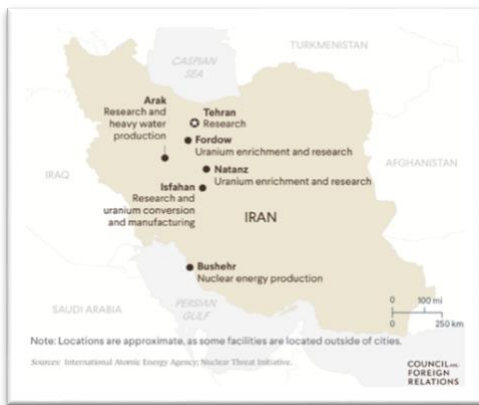 TURKMENISTAN
CASPIAN
SEA
Arak
Research and
heavy water
production
Tehran
Research
Fordow
Uranium enrichment and research
Natanz
Uranium enrichment and research
AFGHANISTAN
IRAQ
Isfahan
Research and
uranium conversion
and manufacturing
IRAN
Bushehr
Nuclear energy production
SAUDI ARABIA
PERSIAN
GULF
0 100 mi
0 250 km
Note: Locations are approximate, as some facilities are located outside of cities.
Sources: International Atomic Energy Agency; Nuclear Threat Initiative.
COUNCIL on
FOREIGN
RELATIONS